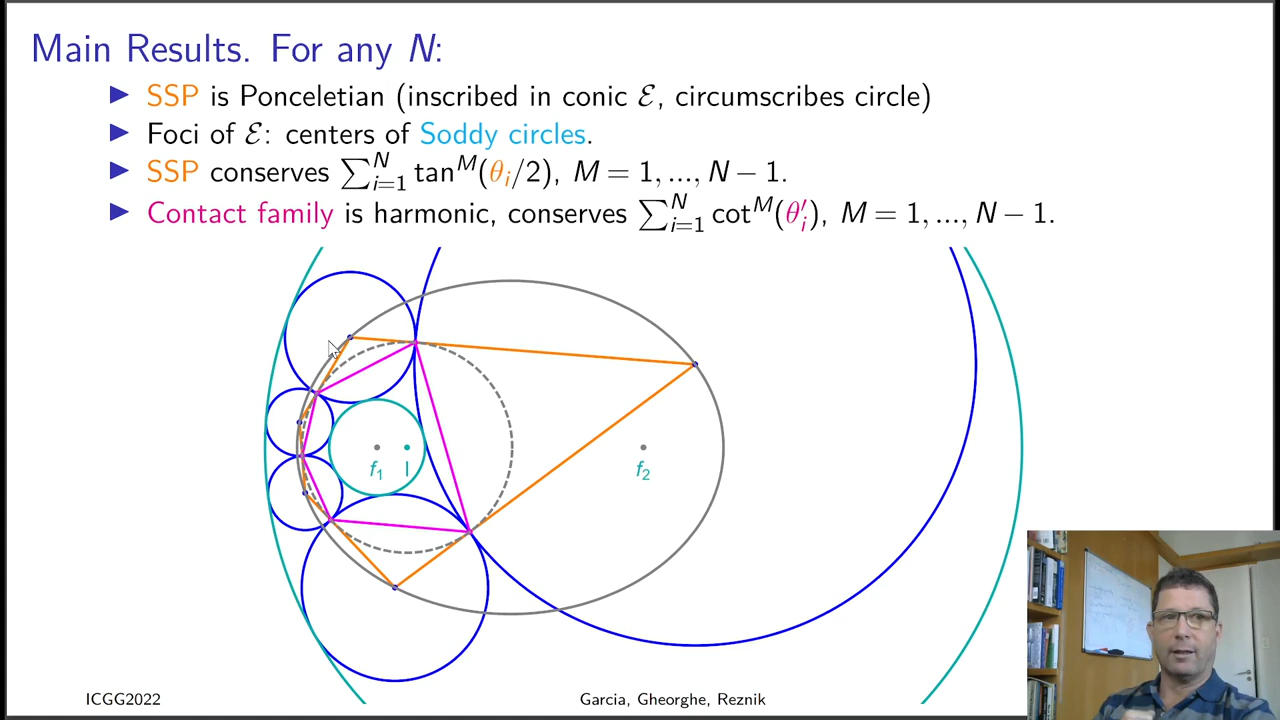 Main Results. For any N:
▶ SSP is Ponceletian (inscribed in conic ℰ, circumscribes circle)
▶ Foci of ℰ: centers of Soddy circles.
▶ SSP conserves ∑_{i=1}^{N} tan^M(θ_i/2), M = 1, ..., N − 1.
▶ Contact family is harmonic, conserves ∑_{i=1}^{N} cot^M(θ′_i), M = 1, ..., N − 1.
f₁ I f₂
ICGG2022 Garcia, Gheorghe, Reznik